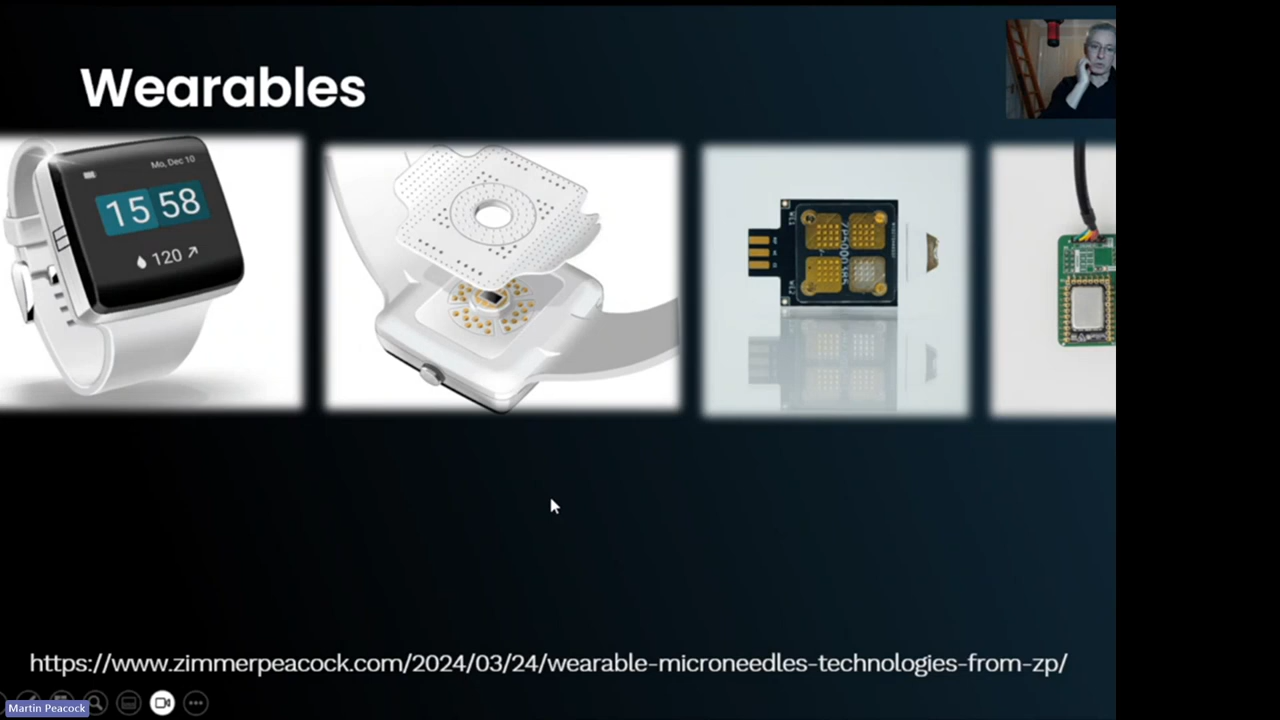 Wearables
Mo, Dec 10
15 58
120
https://www.zimmerpeacock.com/2024/03/24/wearable-microneedles-technologies-from-zp/
Martin Peacock